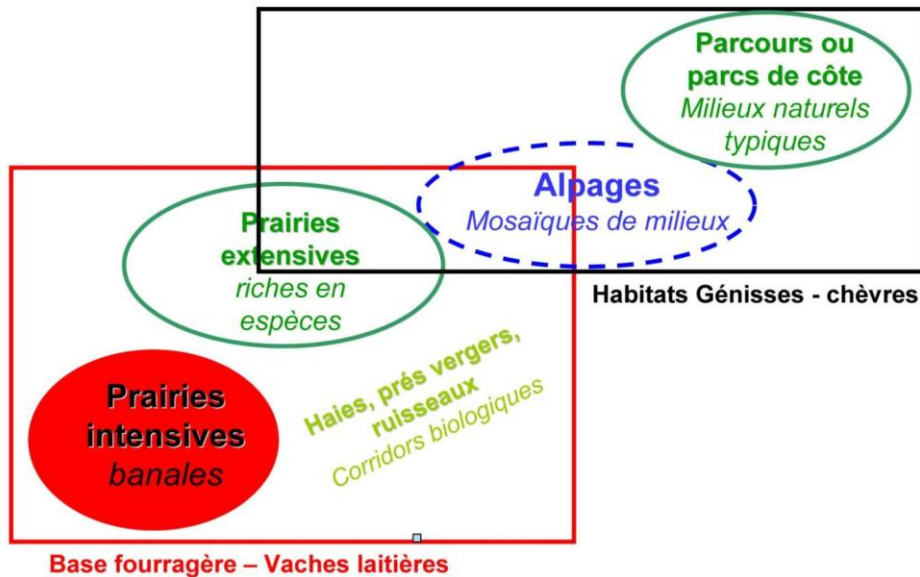 Parcours ou
parcs de côte
Milieux naturels
typiques
Alpages
Mosaïques de milieux
Prairies
extensives
riches en
espèces
Habitats Génisses - chèvres
Haies, prés vergers,
ruisseaux
Corridors biologiques
Prairies
intensives
banales
Base fourragère – Vaches laitières